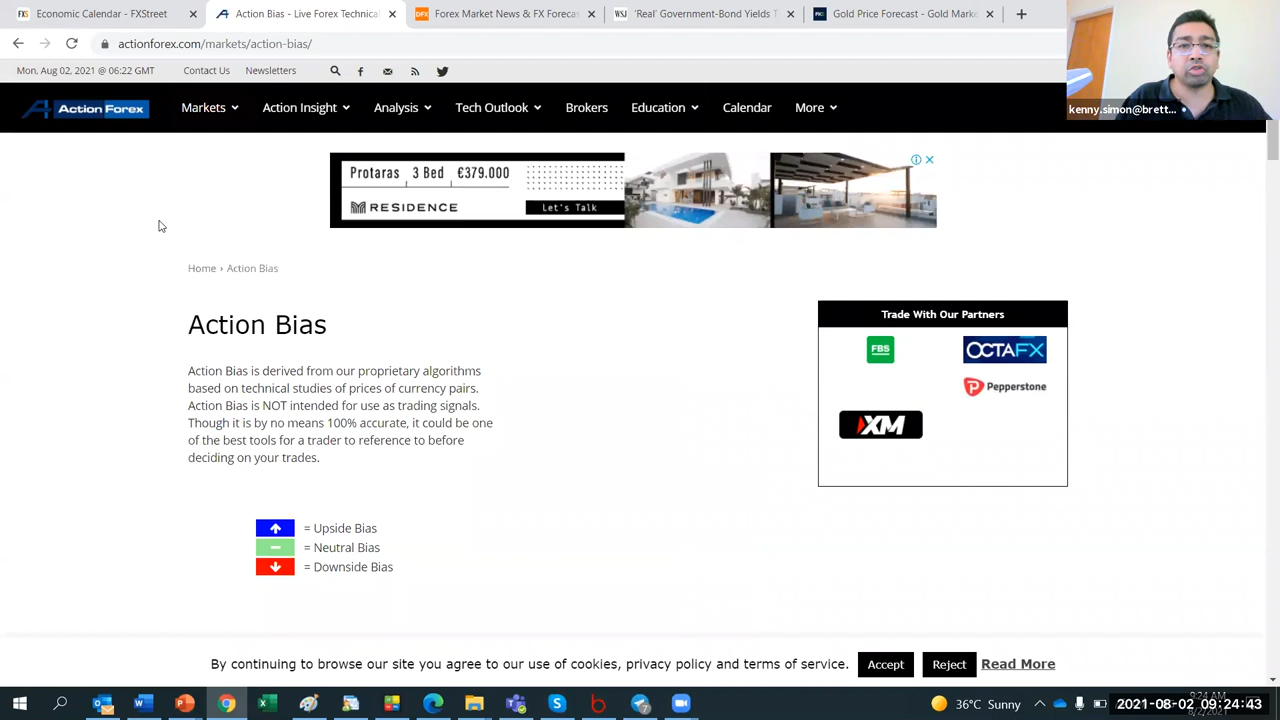 Economic Calendar - FXStreet
Action Bias - Live Forex Technical
Forex Market News & FX Forecas
'Real' Government-Bond Yields T
Gold Price Forecast - Gold Marke
actionforex.com/markets/action-bias/
kenny.simon@brett...
Mon, Aug 02, 2021 @ 06:22 GMT
Contact Us
Newsletters
Action Forex
Markets
Action Insight
Analysis
Tech Outlook
Brokers
Education
Calendar
More
Protaras 3 Bed €379.000
RESIDENCE
Let's Talk
Home › Action Bias
Action Bias
Action Bias is derived from our proprietary algorithms
based on technical studies of prices of currency pairs.
Action Bias is NOT intended for use as trading signals.
Though it is by no means 100% accurate, it could be one
of the best tools for a trader to reference to before
deciding on your trades.
= Upside Bias
= Neutral Bias
= Downside Bias
Trade With Our Partners
FBS
OCTAFX
Pepperstone
XM
By continuing to browse our site you agree to our use of cookies, privacy policy and terms of service.
Accept
Reject
Read More
36°C Sunny
9:24 AM
2021-08-02 09:24:43